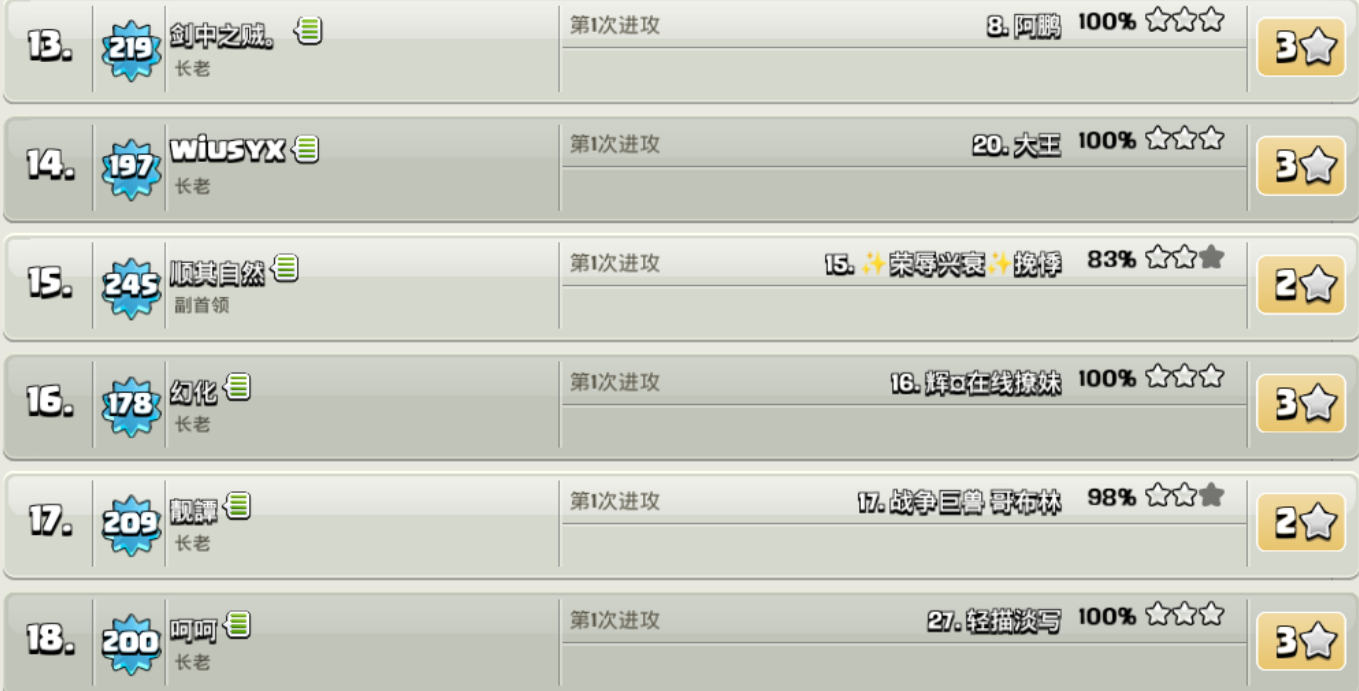 13. 219 剑中之贼。 第1次进攻 8. 阿鹏 100% 3
长老
14. 197 wiusyx 第1次进攻 20. 大王 100% 3
长老
15. 245 顺其自然 第1次进攻 15. ✨荣辱兴衰✨挽悸 83% 2
副首领
16. 178 幻化 第1次进攻 16. 辉¤在线撩妹 100% 3
长老
17. 209 靓譚 第1次进攻 17. 战争巨兽 哥布林 98% 2
长老
18. 200 呵呵 第1次进攻 27. 轻描淡写 100% 3
长老